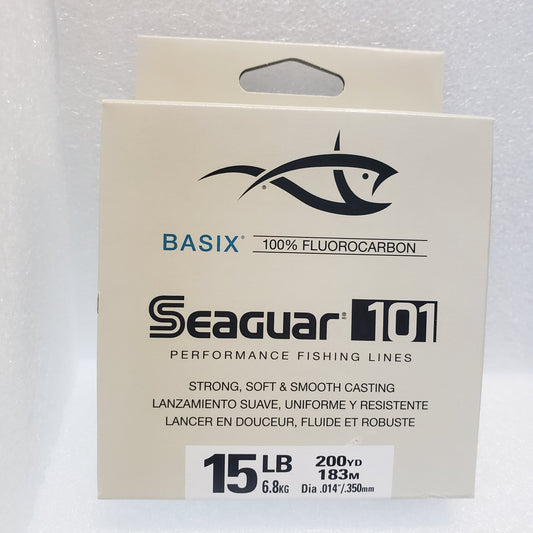 BASIX® 100% FLUOROCARBON
SEAGUAR® 101
PERFORMANCE FISHING LINES
STRONG, SOFT & SMOOTH CASTING
LANZAMIENTO SUAVE, UNIFORME Y RESISTENTE
LANCER EN DOUCEUR, FLUIDE ET ROBUSTE
15 LB 200YD
6.8KG 183M
Dia .014"/.350mm